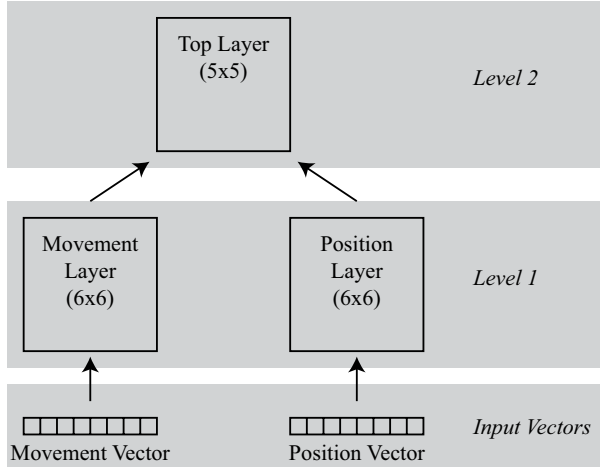 Top Layer
(5x5)
Level 2
Movement
Layer
(6x6)
Position
Layer
(6x6)
Level 1
Movement Vector
Position Vector
Input Vectors